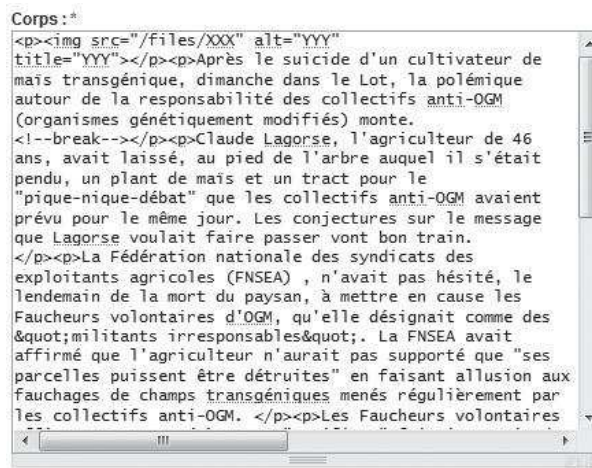 Corps : *
<p><img src="/files/XXX" alt="YYY"
title="YYY"></p><p>Après le suicide d'un cultivateur de
maïs transgénique, dimanche dans le Lot, la polémique
autour de la responsabilité des collectifs anti-OGM
(organismes génétiquement modifiés) monte.
<!--break--></p><p>Claude Lagorse, l'agriculteur de 46
ans, avait laissé, au pied de l'arbre auquel il s'était
pendu, un plant de maïs et un tract pour le
"pique-nique-débat" que les collectifs anti-OGM avaient
prévu pour le même jour. Les conjectures sur le message
que Lagorse voulait faire passer vont bon train.
</p><p>La Fédération nationale des syndicats des
exploitants agricoles (FNSEA) , n'avait pas hésité, le
lendemain de la mort du paysan, à mettre en cause les
Faucheurs volontaires d'OGM, qu'elle désignait comme des
&quot;militants irresponsables&quot;. La FNSEA avait
affirmé que l'agriculteur n'aurait pas supporté que "ses
parcelles puissent être détruites" en faisant allusion aux
fauchages de champs transgéniques menés régulièrement par
les collectifs anti-OGM. </p><p>Les Faucheurs volontaires